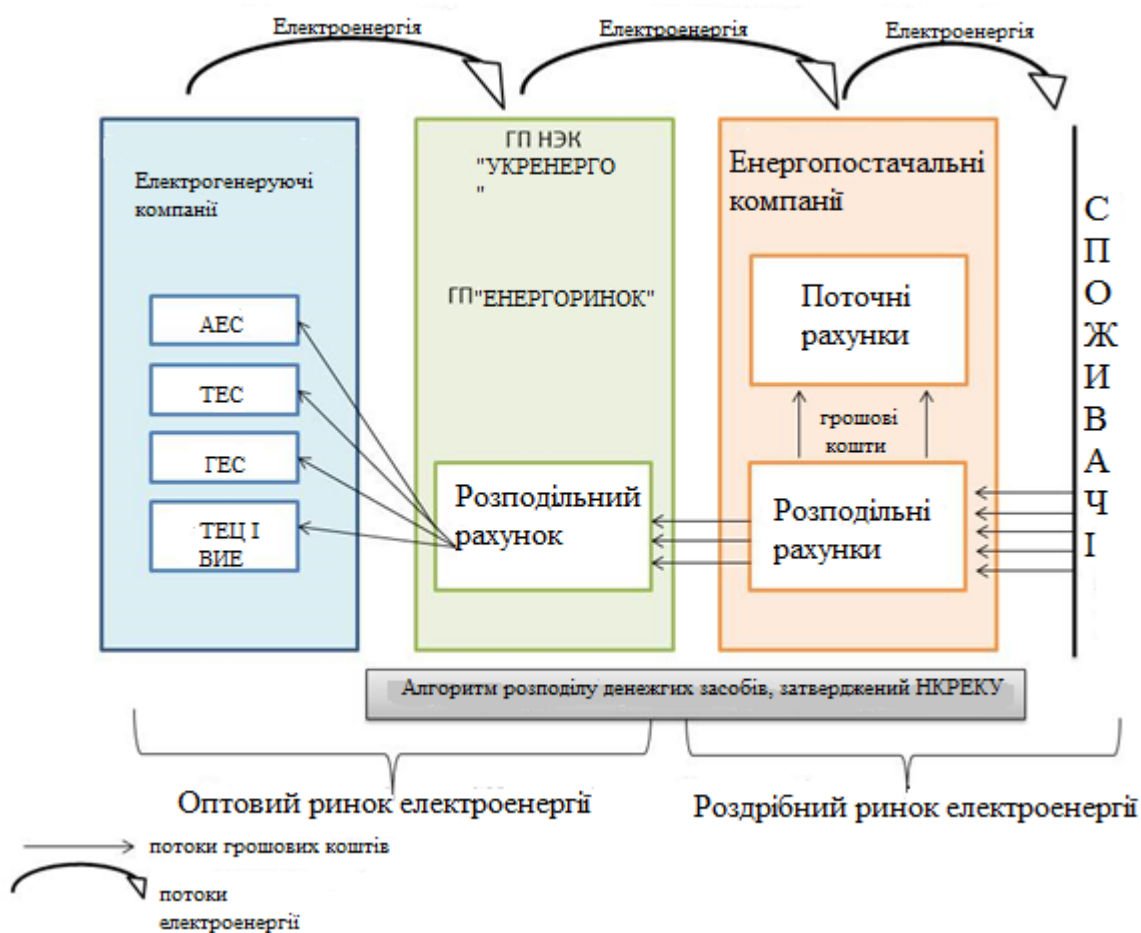 Електроенергія
Електроенергія
Електроенергія
Електрогенеруючі
компанії
АЕС
ТЕС
ГЕС
ТЕЦ І
ВИЕ
ГП НЭК
"УКРЕНЕРГО
"
ГП"ЕНЕРГОРИНОК"
Розподільний
рахунок
Енергопостачальні
компанії
Поточні
рахунки
грошові
кошти
Розподільні
рахунки
СПОЖИВАЧІ
Алгоритм розподілу денежгих засобів, затверджений НКРЕКУ
Оптовий ринок електроенергії
Роздрібний ринок електроенергії
потоки грошових коштів
потоки
електроенергії